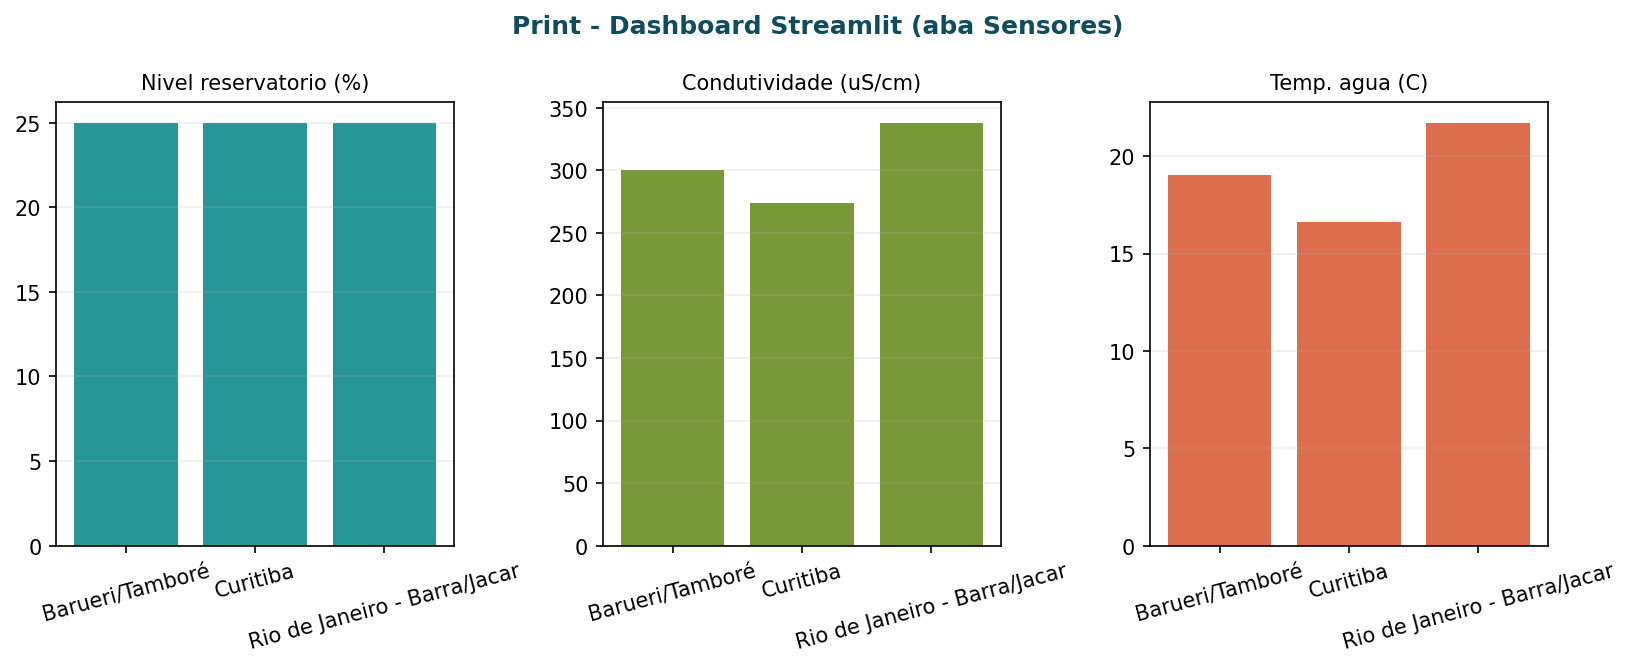 Print - Dashboard Streamlit (aba Sensores)
Nivel reservatorio (%)
25
20
15
10
5
0
Barueri/Tamboré
Curitiba
Rio de Janeiro - Barra/Jacar
Condutividade (uS/cm)
350
300
250
200
150
100
50
0
Barueri/Tamboré
Curitiba
Rio de Janeiro - Barra/Jacar
Temp. agua (C)
20
15
10
5
0
Barueri/Tamboré
Curitiba
Rio de Janeiro - Barra/Jacar